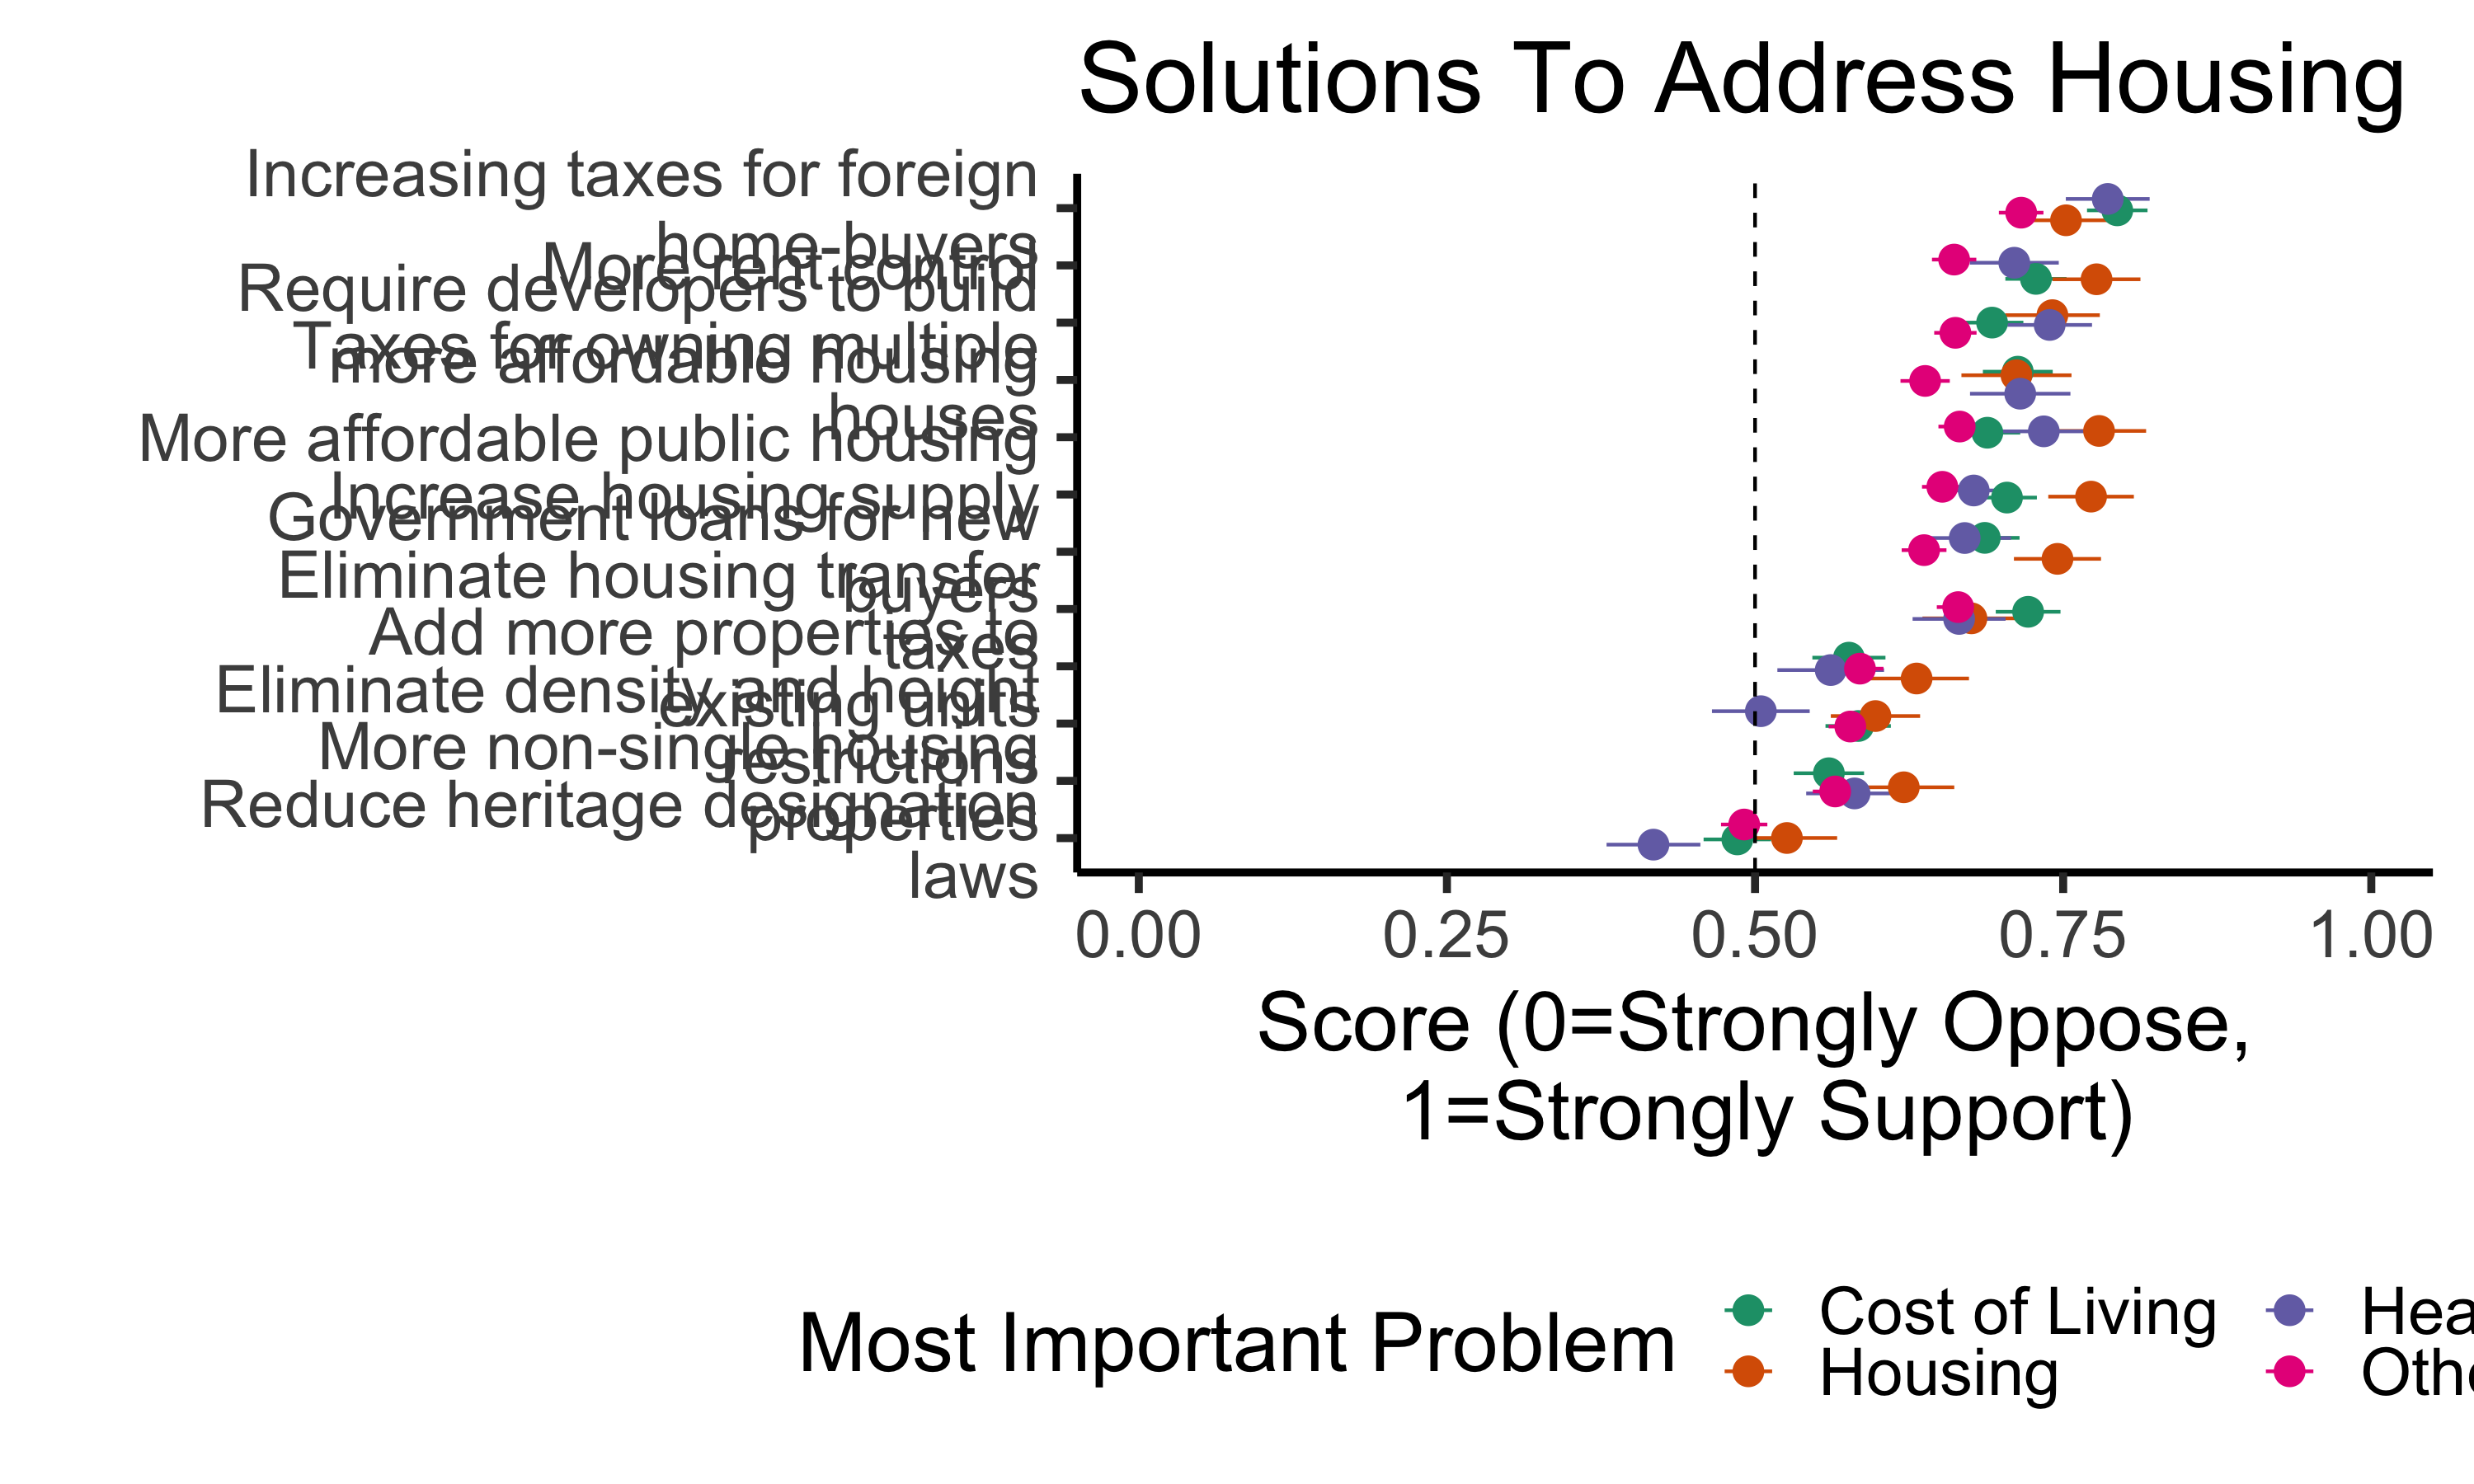 Solutions To Address Housing
Increasing taxes for foreign
home-buyers
More rent control
Require developers to build
more affordable housing
Taxes for owning multiple
houses
More affordable public housing
Increase housing supply
Government loans for new
buyers
Eliminate housing transfer
taxes
Add more properties to
existing units
Eliminate density and height
restrictions
More non-single housing
properties
Reduce heritage designation
laws
0.00 0.25 0.50 0.75 1.00
Score (0=Strongly Oppose,
1=Strongly Support)
Most Important Problem
Cost of Living Hea
Housing Othe